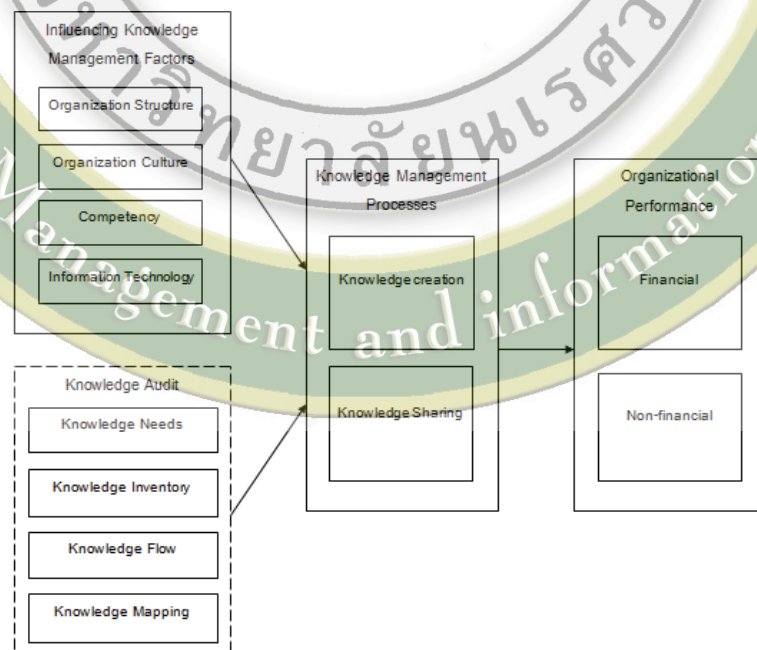 Influencing Knowledge
Management Factors
Organization Structure
Organization Culture
Competency
Information Technology
Knowledge Audit
Knowledge Needs
Knowledge Inventory
Knowledge Flow
Knowledge Mapping
Knowledge Management
Processes
Knowledge creation
Knowledge Sharing
Organizational
Performance
Financial
Non-financial
Management and information